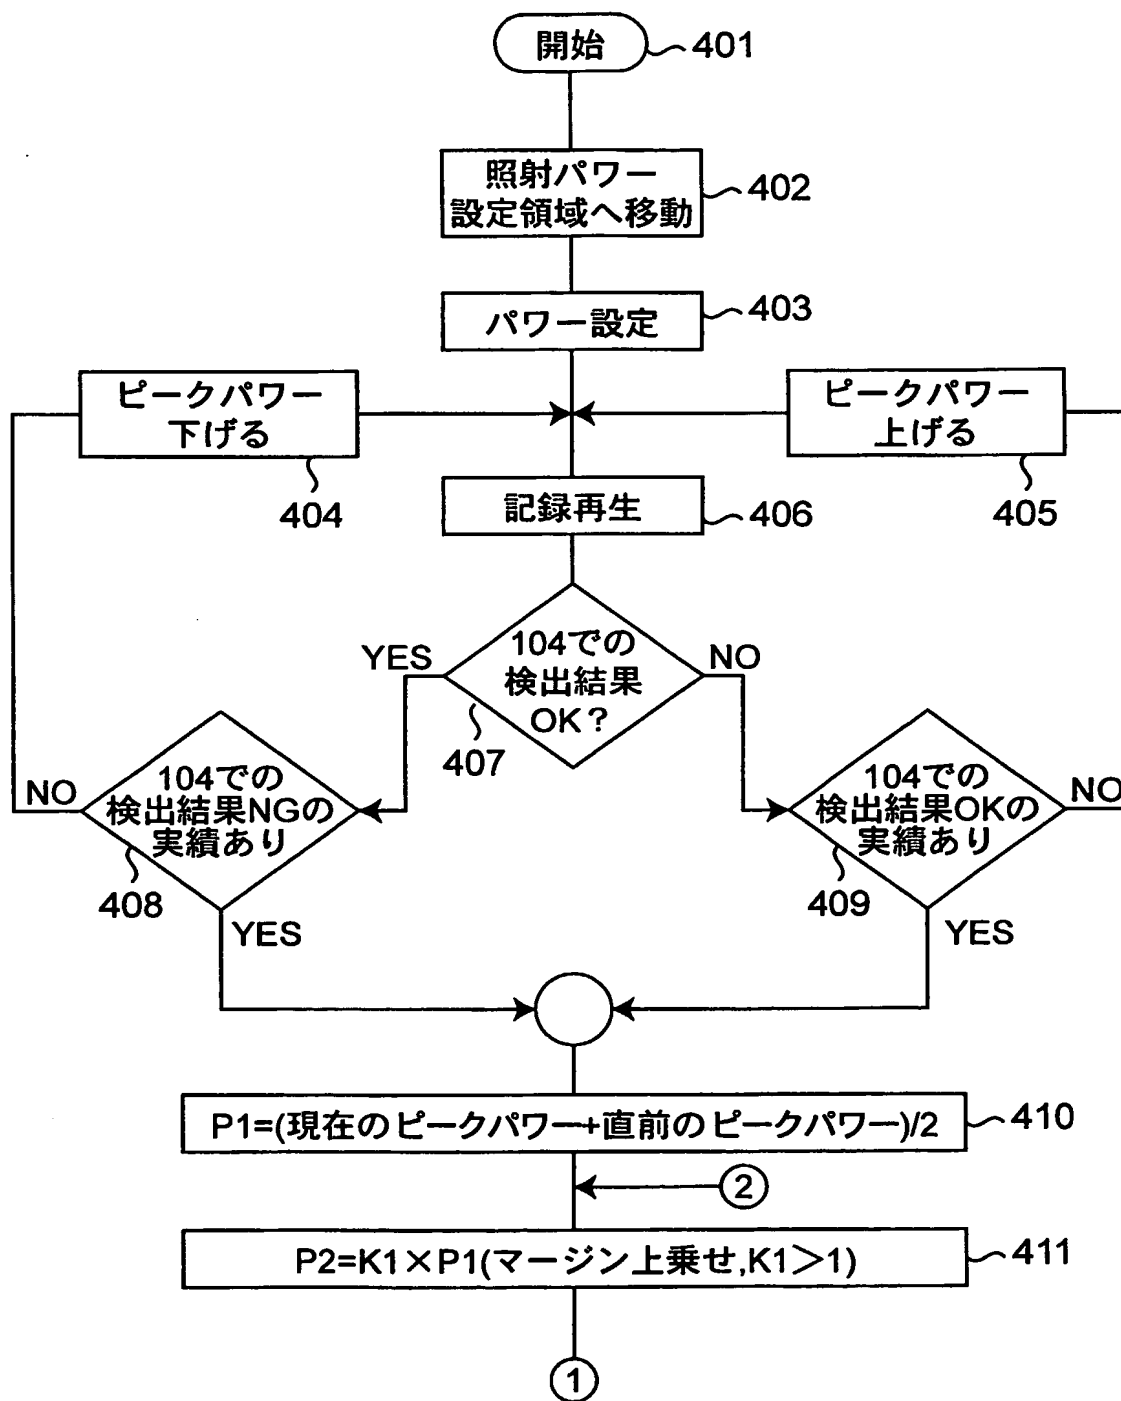 開始
401
照射パワー
設定領域へ移動
402
パワー設定
403
ピークパワー
下げる
404
ピークパワー
上げる
405
記録再生
406
104での
検出結果
OK?
YES
NO
407
104での
検出結果NGの
実績あり
NO
408
YES
104での
検出結果OKの
実績あり
NO
409
YES
P1=(現在のピークパワー+直前のピークパワー)/2
410
2
P2=K1×P1(マージン上乗せ,K1>1)
411
1